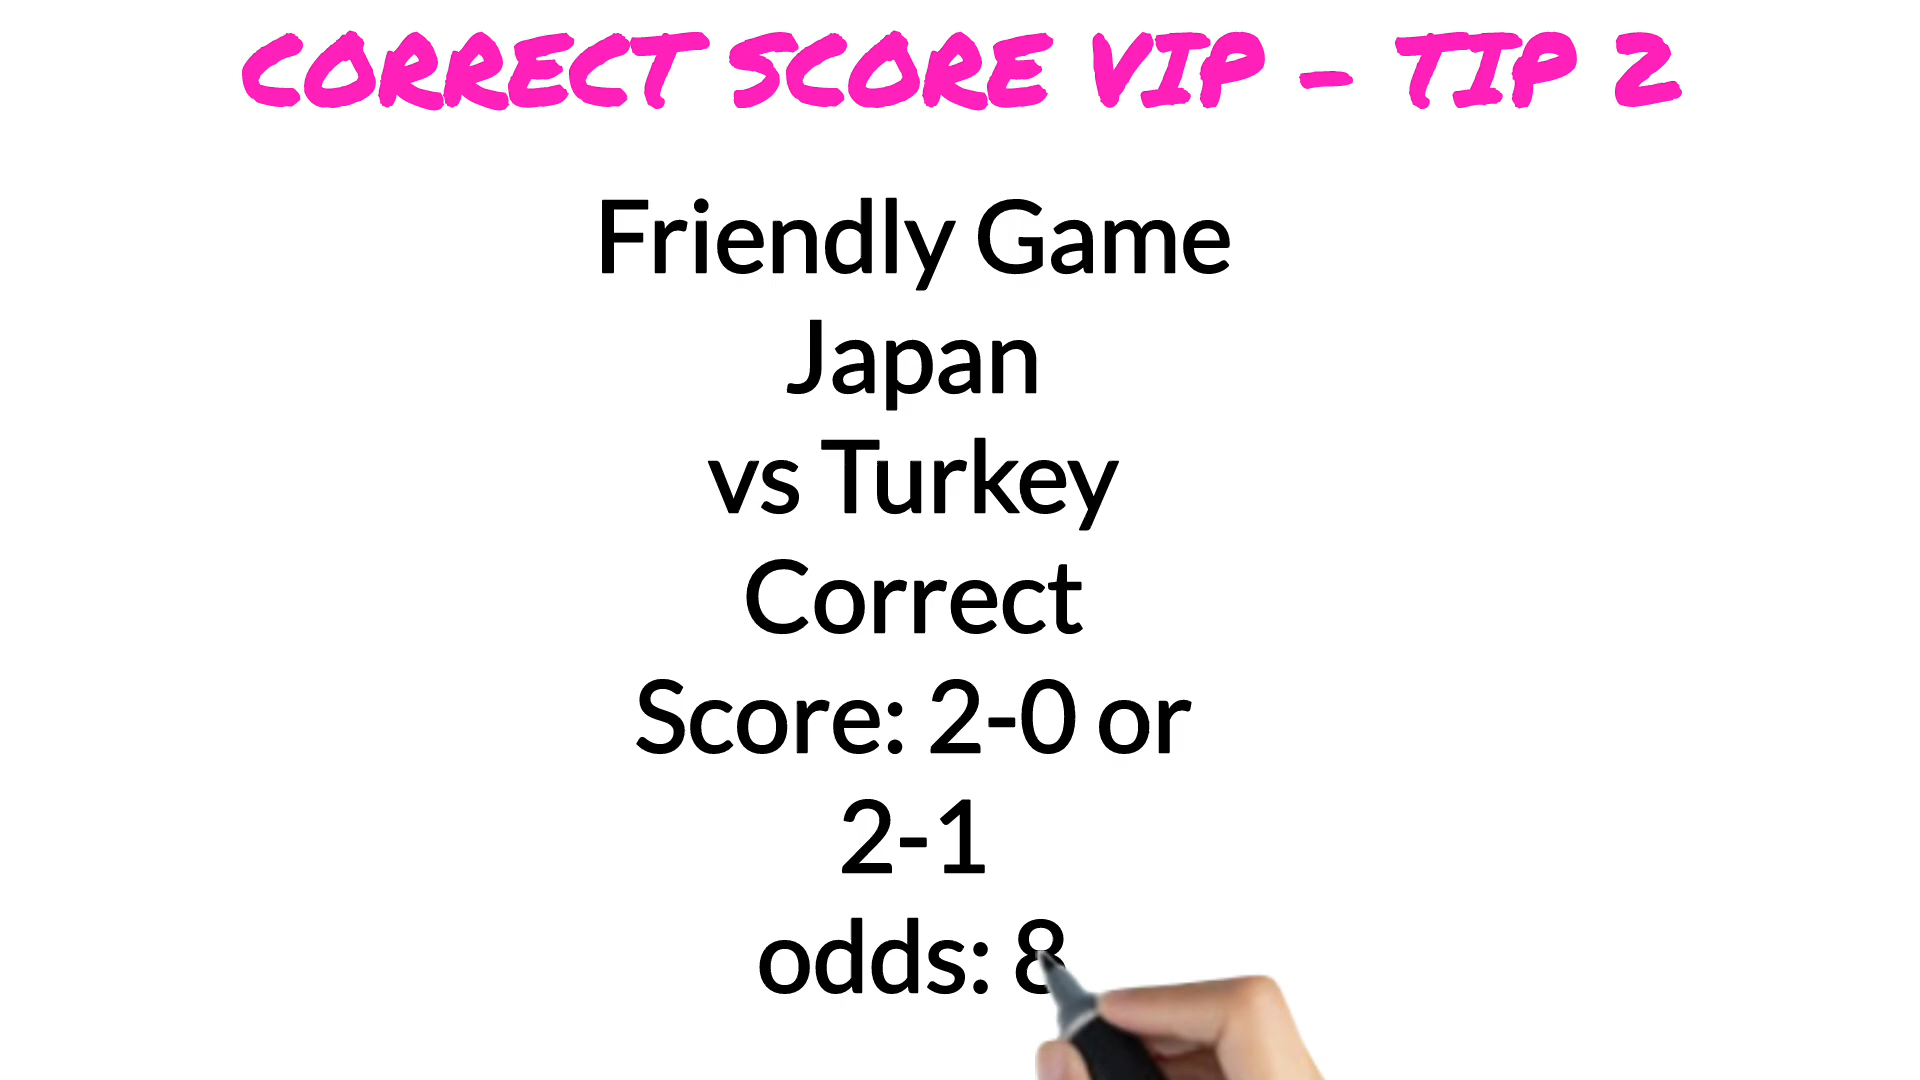 CORRECT SCORE VIP - TIP 2
Friendly Game
Japan
vs Turkey
Correct
Score: 2-0 or
2-1
odds: 8